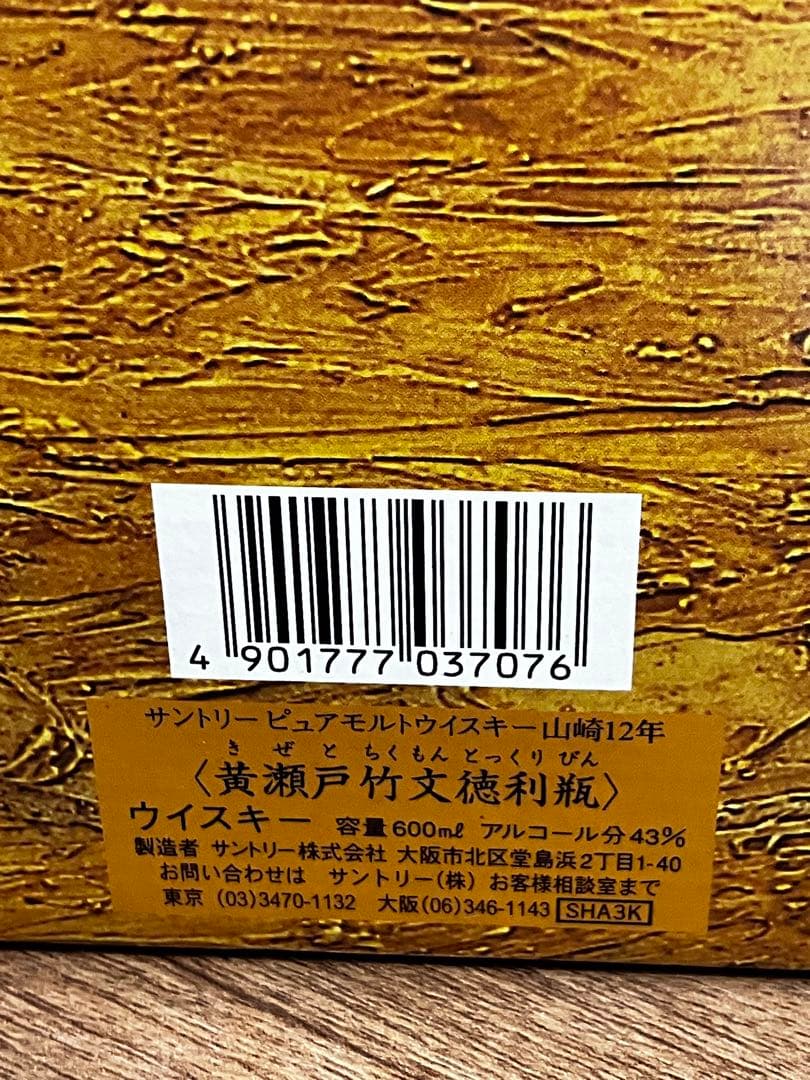 4 901777 037076
サントリー ピュアモルトウイスキー山崎12年
きぜと ちくもん とっくり びん
〈黄瀬戸竹文徳利瓶〉
ウイスキー 容量600mℓ アルコール分43%
製造者 サントリー株式会社 大阪市北区堂島浜2丁目1-40
お問い合わせは サントリー(株) お客様相談室まで
東京 (03)3470-1132 大阪(06)346-1143 SHA3K